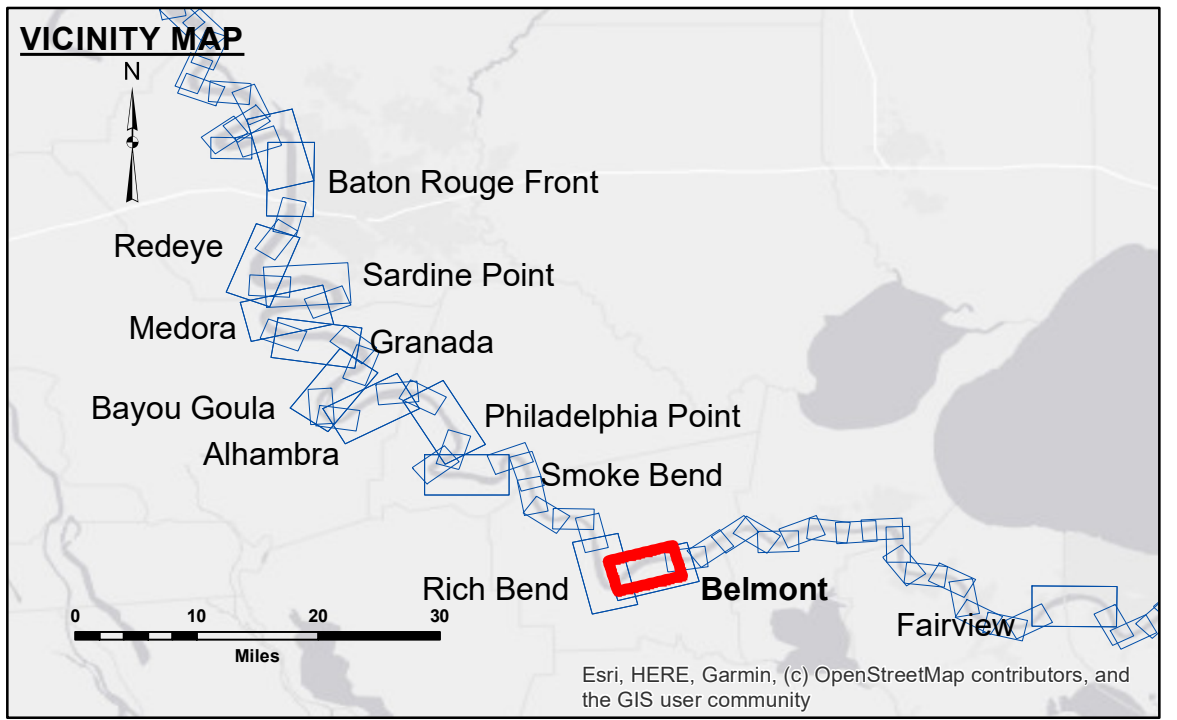 VICINITY MAP
N
Baton Rouge Front
Redeye
Sardine Point
Medora
Granada
Bayou Goula
Philadelphia Point
Alhambra
Smoke Bend
Rich Bend
Belmont
Fairview
0 10 20 30
Miles
Esri, HERE, Garmin, (c) OpenStreetMap contributors, and
the GIS user community